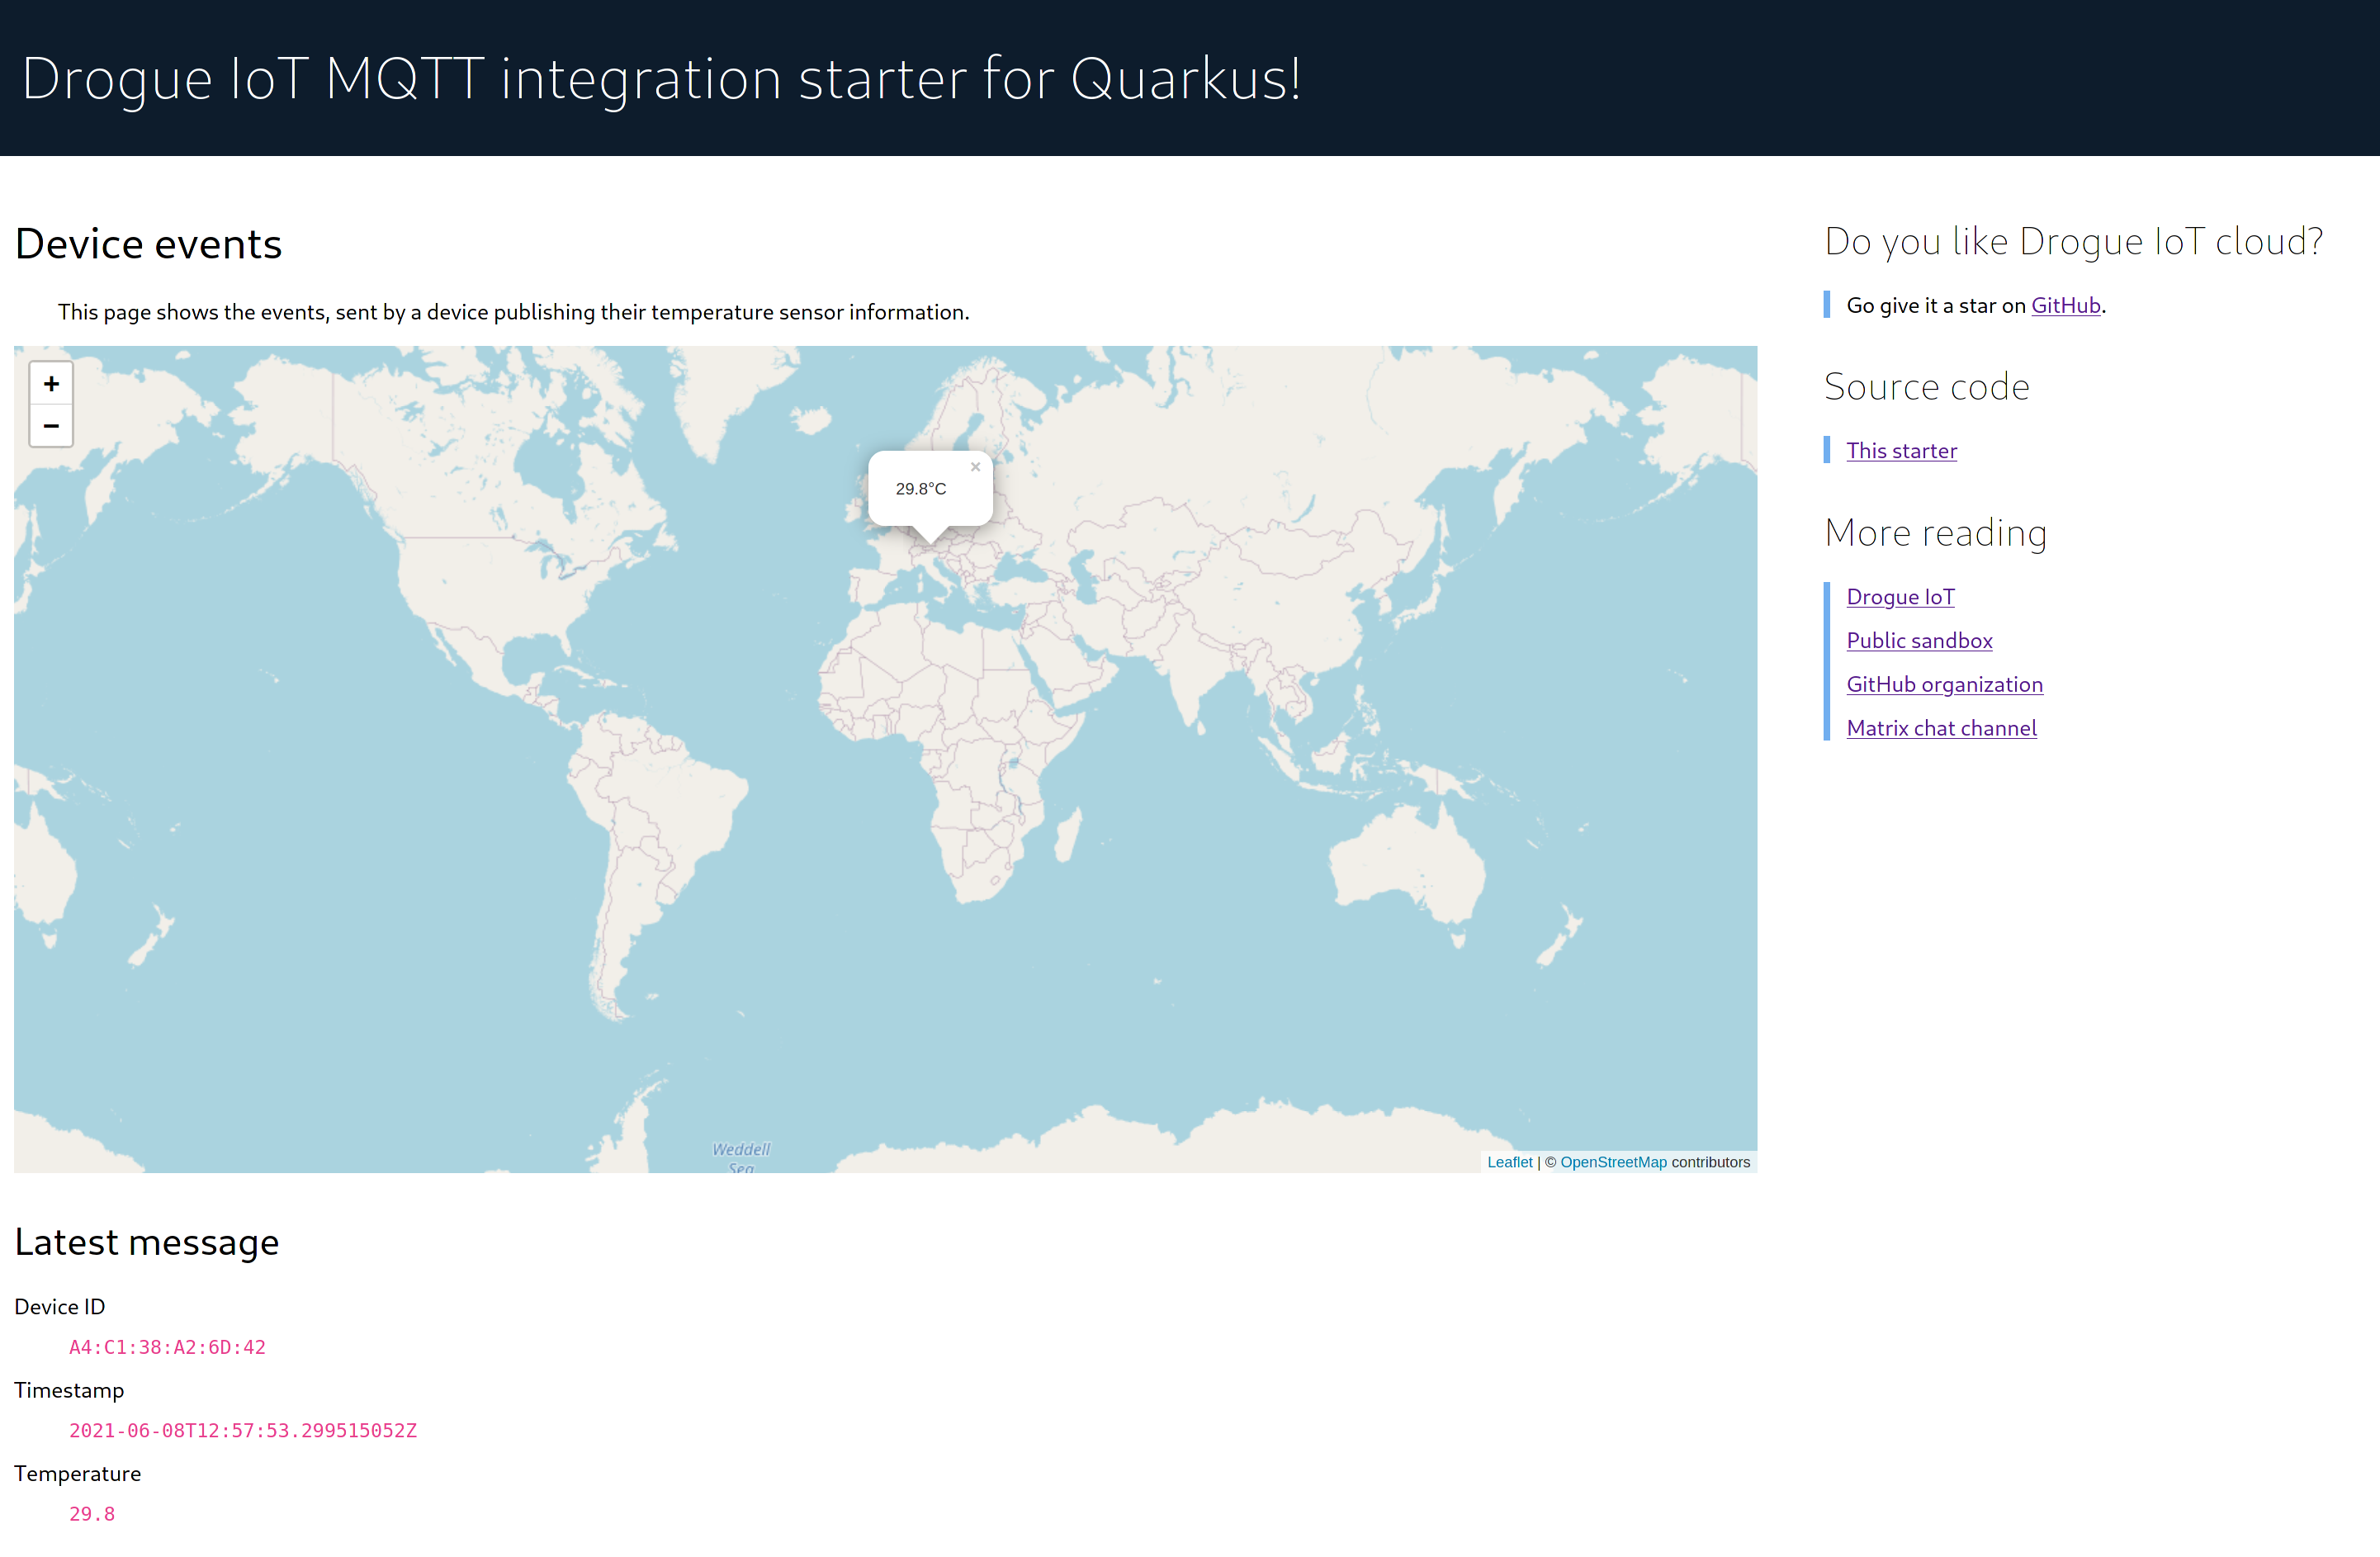 Drogue IoT MQTT integration starter for Quarkus!
Device events
This page shows the events, sent by a device publishing their temperature sensor information.
+
−
29.8°C
×
Weddell
Sea
Leaflet | © OpenStreetMap contributors
Latest message
Device ID
A4:C1:38:A2:6D:42
Timestamp
2021-06-08T12:57:53.299515052Z
Temperature
29.8
Do you like Drogue IoT cloud?
Go give it a star on GitHub.
Source code
This starter
More reading
Drogue IoT
Public sandbox
GitHub organization
Matrix chat channel